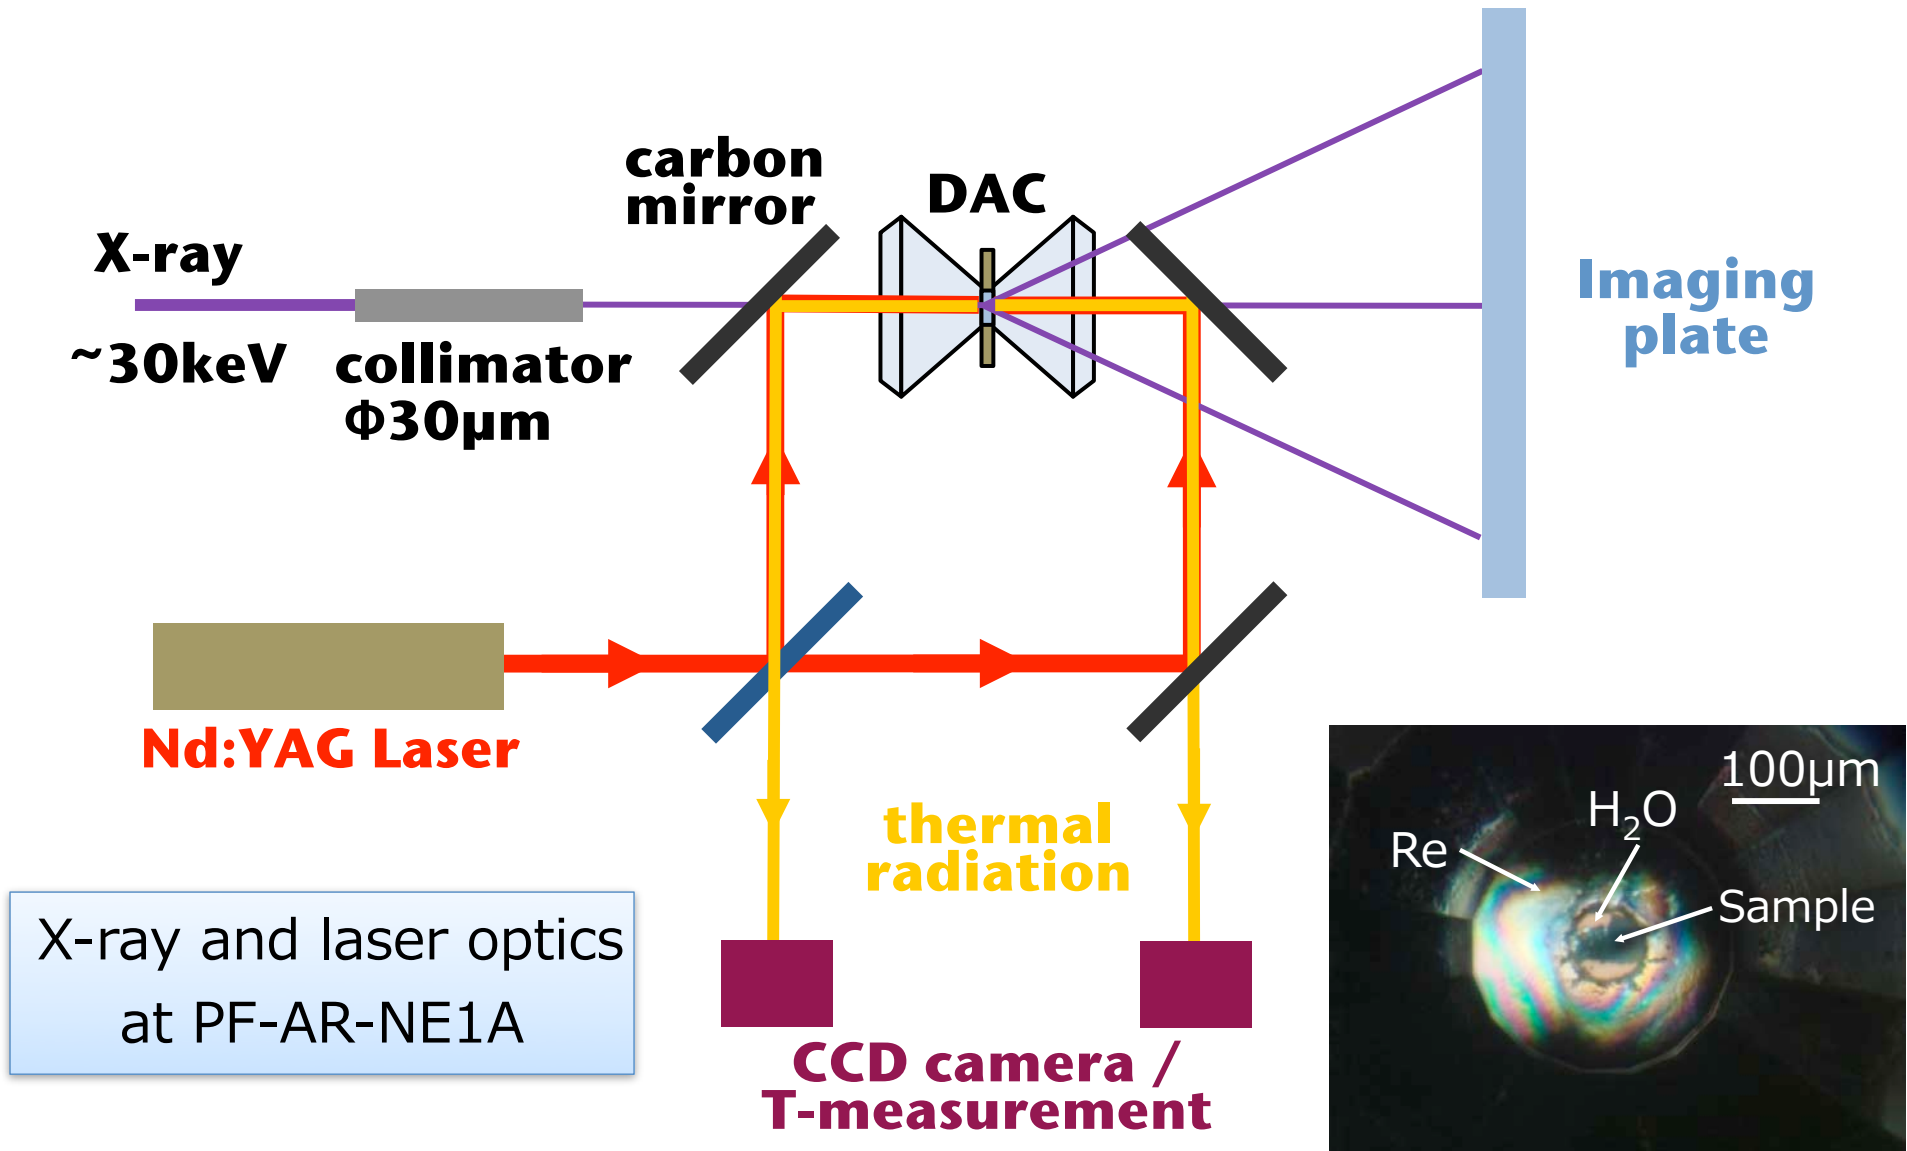 carbon
mirror
DAC
X-ray
~30keV
collimator
Φ30μm
Imaging
plate
Nd:YAG Laser
thermal
radiation
100μm
H₂O
Re
Sample
X-ray and laser optics
at PF-AR-NE1A
CCD camera /
T-measurement